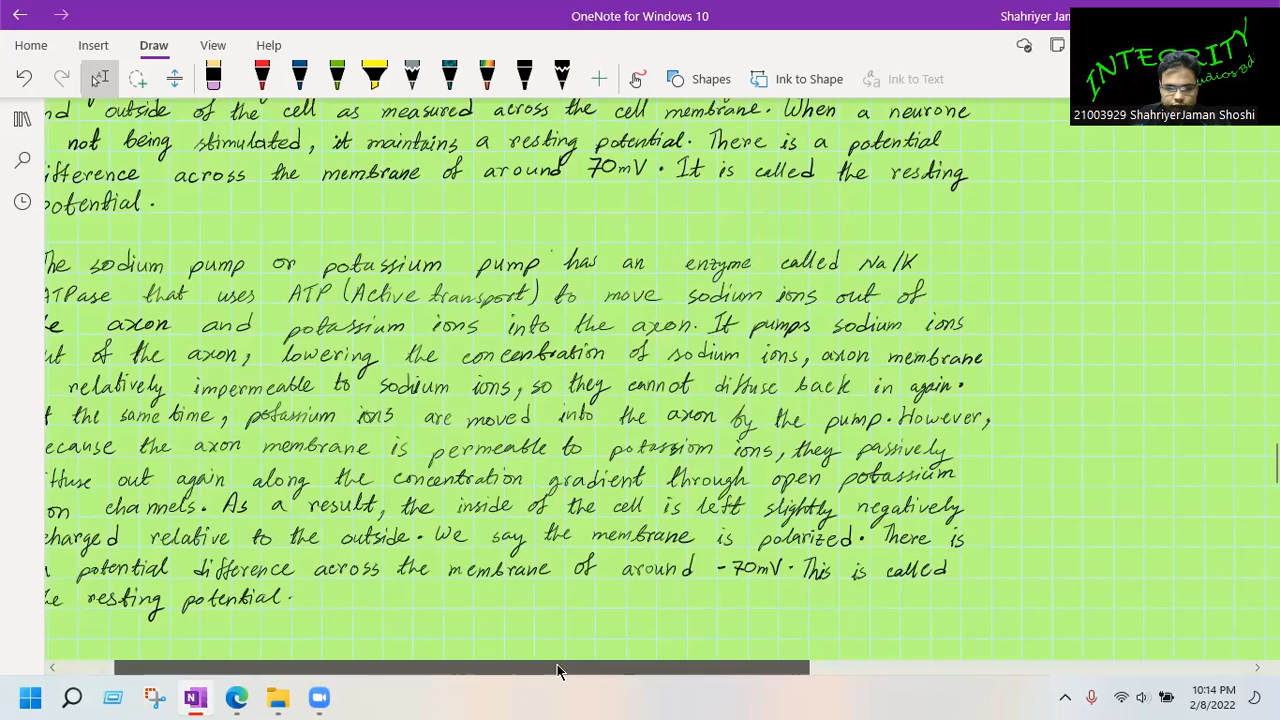 OneNote for Windows 10
Shahriyer Jam
Home Insert Draw View Help
Shapes Ink to Shape Ink to Text
INTEGRITY
Studios Bd
21003929 ShahriyerJaman Shoshi
nd outside of the cell as measured across the cell membrane. When a neurone
not being stimulated, it maintains a resting potential. There is a potential
ifference across the membrane of around 70mV. It is called the resting
potential.
The sodium pump or potassium pump has an enzyme called Na/K
ATPase that uses ATP (Active transport) to move sodium ions out of
e axon and potassium ions into the axon. It pumps sodium ions
ut of the axon, lowering the concentration of sodium ions, axon membrane
relatively impermeable to sodium ions, so they cannot diffuse back in again.
t the same time, potassium ions are moved into the axon by the pump. However,
ecause the axon membrane is permeable to potassium ions, they passively
iffuse out again along the concentration gradient through open potassium
on channels. As a result, the inside of the cell is left slightly negatively
charged relative to the outside. We say the membrane is polarized. There is
potential difference across the membrane of around -70mV. This is called
e resting potential.
10:14 PM
2/8/2022